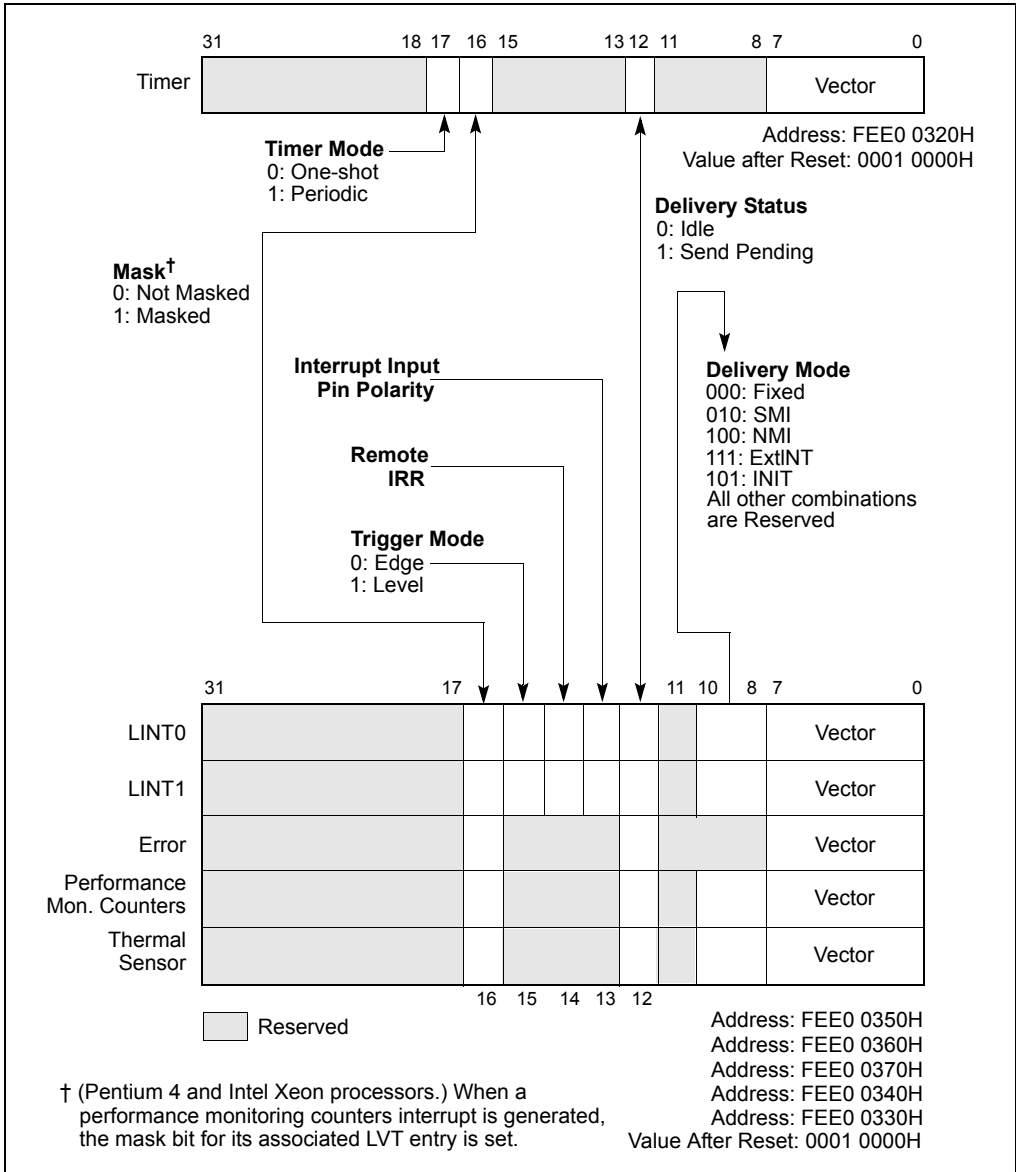 31 18 17 16 15 13 12 11 8 7 0
Timer Vector
Address: FEE0 0320H
Value after Reset: 0001 0000H
Timer Mode
0: One-shot
1: Periodic
Delivery Status
0: Idle
1: Send Pending
Mask†
0: Not Masked
1: Masked
Interrupt Input
Pin Polarity
Delivery Mode
000: Fixed
010: SMI
100: NMI
111: ExtlNT
101: INIT
All other combinations
are Reserved
Remote
IRR
Trigger Mode
0: Edge
1: Level
31 17 11 10 8 7 0
LINT0 Vector
LINT1 Vector
Error Vector
Performance
Mon. Counters Vector
Thermal
Sensor Vector
16 15 14 13 12
Reserved
Address: FEE0 0350H
Address: FEE0 0360H
Address: FEE0 0370H
Address: FEE0 0340H
Address: FEE0 0330H
Value After Reset: 0001 0000H
† (Pentium 4 and Intel Xeon processors.) When a
performance monitoring counters interrupt is generated,
the mask bit for its associated LVT entry is set.